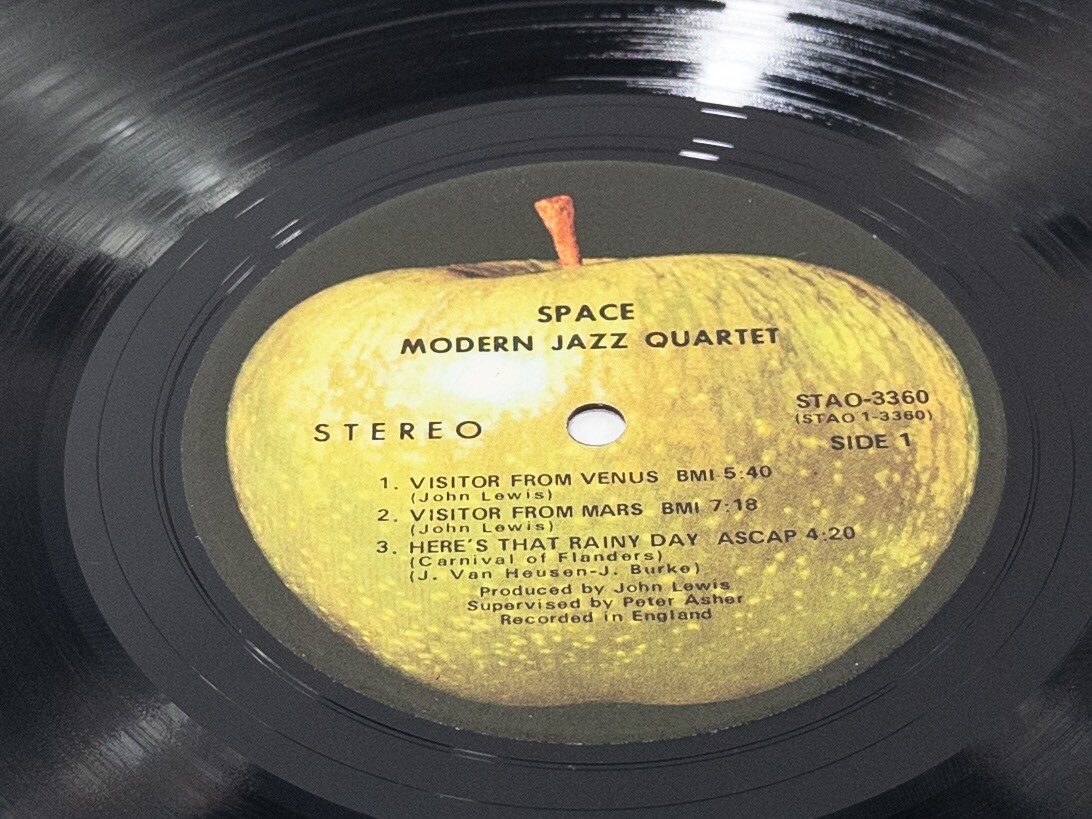 SPACE
MODERN JAZZ QUARTET
STEREO
STAO-3360
(STAO 1-3360)
SIDE 1
1. VISITOR FROM VENUS BMI 5:40
(John Lewis)
2. VISITOR FROM MARS BMI 7:18
(John Lewis)
3. HERE'S THAT RAINY DAY ASCAP 4:20
(Carnival of Flanders)
(J. Van Heusen-J. Burke)
Produced by John Lewis
Supervised by Peter Asher
Recorded in England